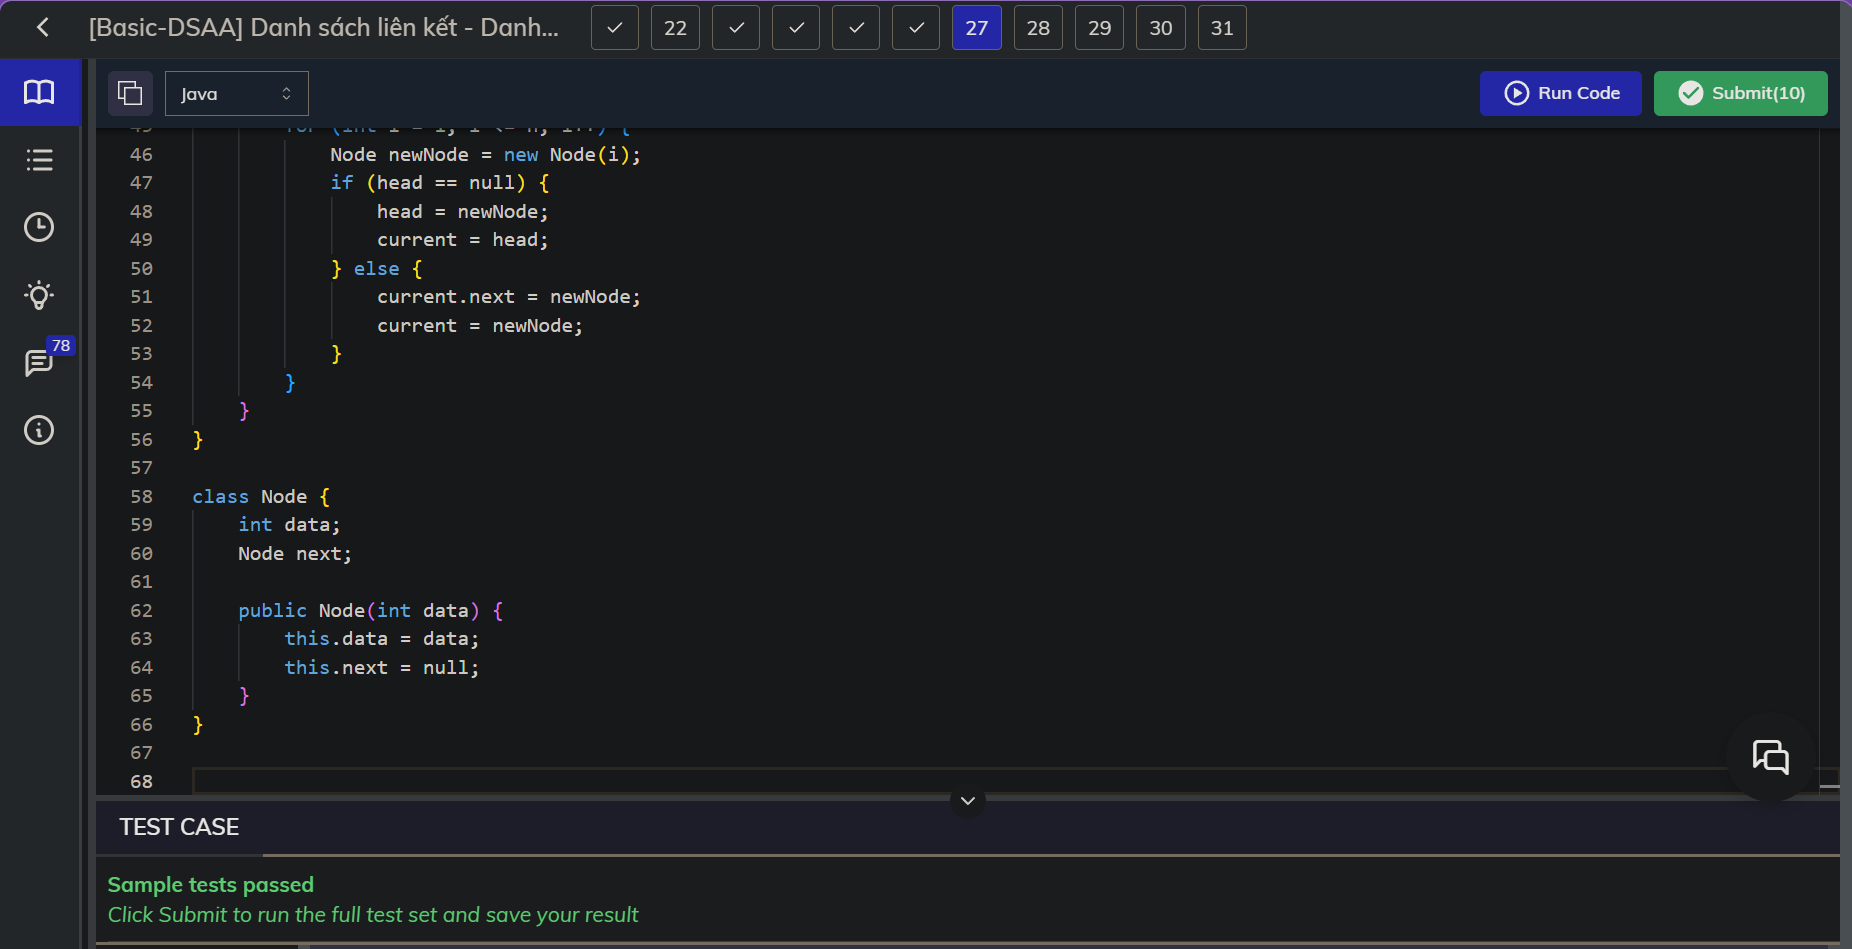 [Basic-DSAA] Danh sách liên kết - Danh...
22
27
28
29
30
31
Java
Run Code
Submit(10)
46 Node newNode = new Node(i);
47 if (head == null) {
48 head = newNode;
49 current = head;
50 } else {
51 current.next = newNode;
52 current = newNode;
53 }
54 }
55 }
56 }
57
58 class Node {
59 int data;
60 Node next;
61
62 public Node(int data) {
63 this.data = data;
64 this.next = null;
65 }
66 }
67
68
78
TEST CASE
Sample tests passed
Click Submit to run the full test set and save your result